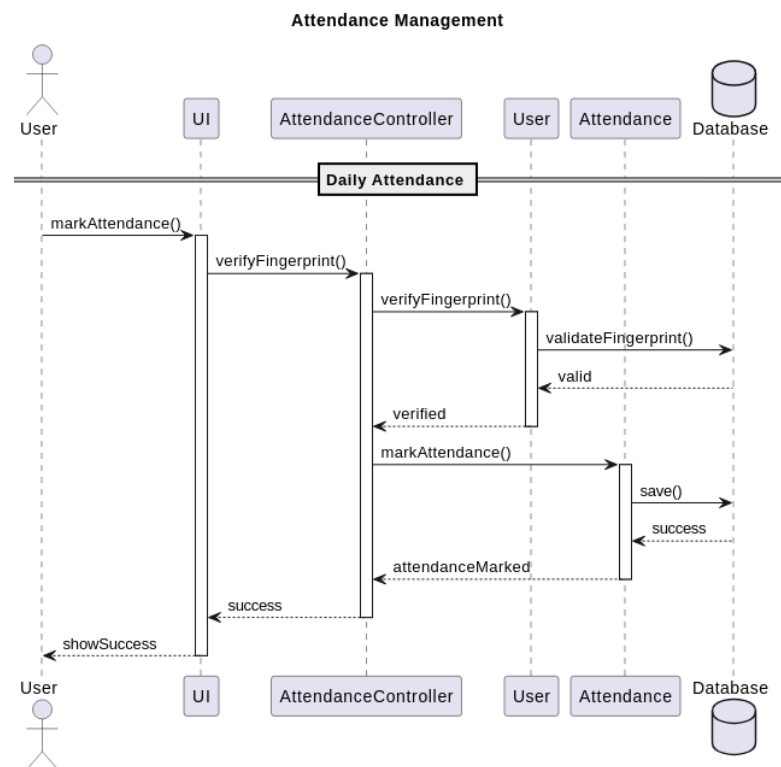 Attendance Management
User
UI
AttendanceController
User
Attendance
Database
Daily Attendance
markAttendance()
verifyFingerprint()
verifyFingerprint()
validateFingerprint()
valid
verified
markAttendance()
save()
success
attendanceMarked
success
showSuccess
User
UI
AttendanceController
User
Attendance
Database